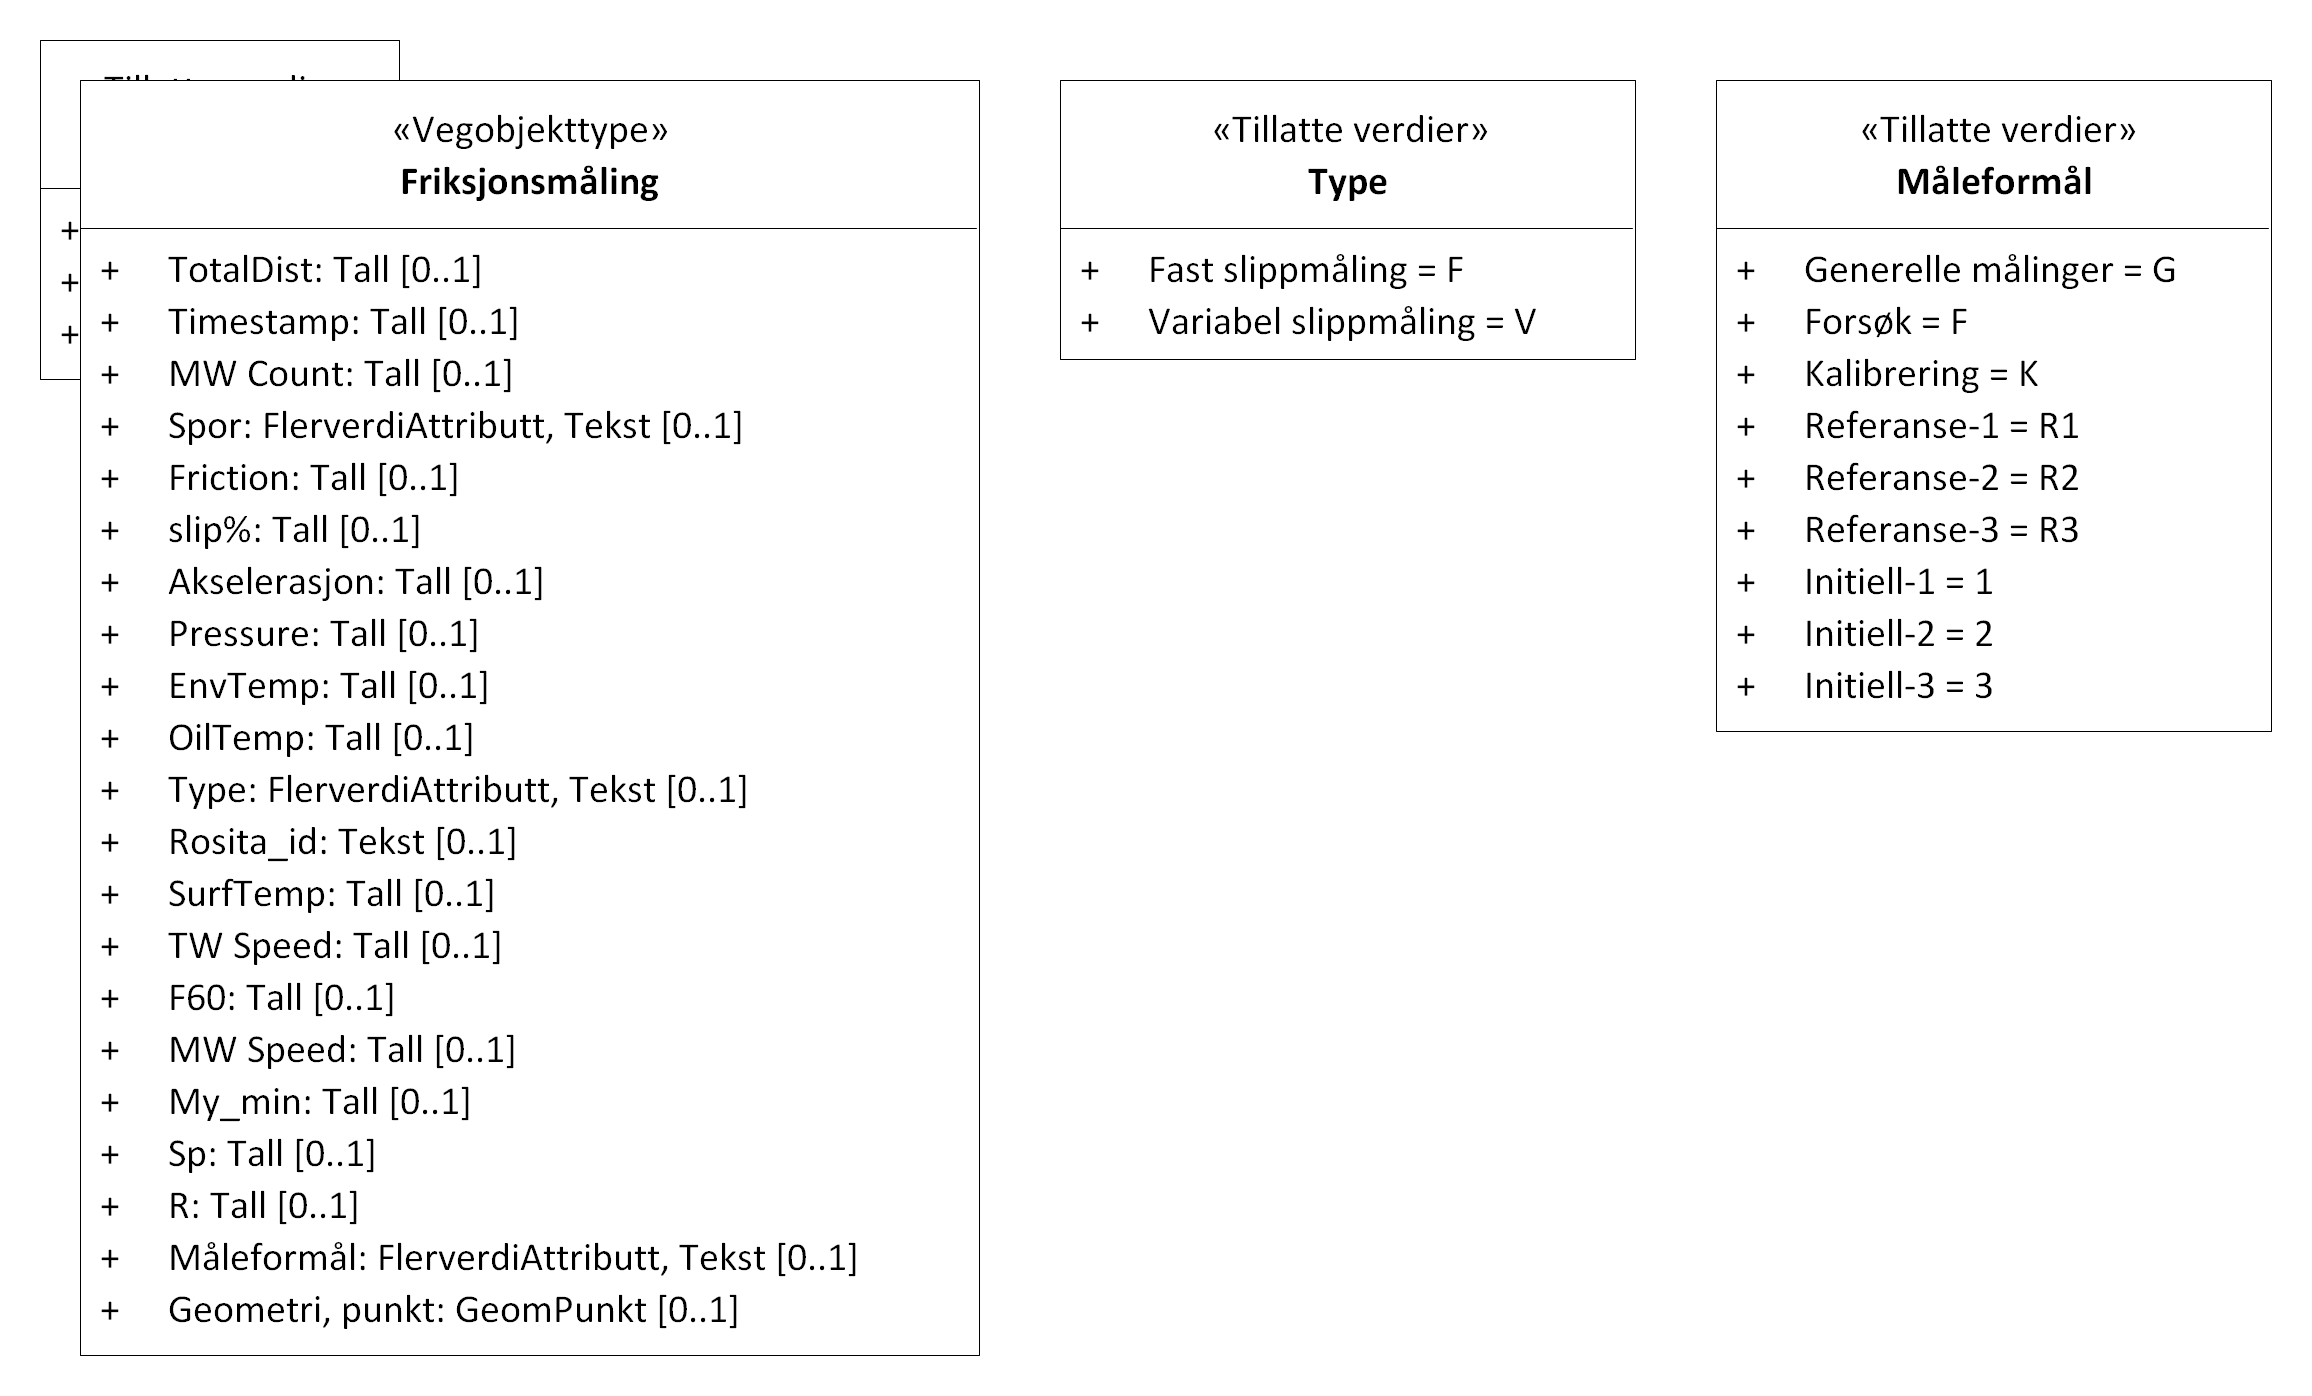 +
+
+
«Vegobjekttype»
Friksjonsmåling
+ TotalDist: Tall [0..1]
+ Timestamp: Tall [0..1]
+ MW Count: Tall [0..1]
+ Spor: FlerverdiAttributt, Tekst [0..1]
+ Friction: Tall [0..1]
+ slip%: Tall [0..1]
+ Akselerasjon: Tall [0..1]
+ Pressure: Tall [0..1]
+ EnvTemp: Tall [0..1]
+ OilTemp: Tall [0..1]
+ Type: FlerverdiAttributt, Tekst [0..1]
+ Rosita_id: Tekst [0..1]
+ SurfTemp: Tall [0..1]
+ TW Speed: Tall [0..1]
+ F60: Tall [0..1]
+ MW Speed: Tall [0..1]
+ My_min: Tall [0..1]
+ Sp: Tall [0..1]
+ R: Tall [0..1]
+ Måleformål: FlerverdiAttributt, Tekst [0..1]
+ Geometri, punkt: GeomPunkt [0..1]
«Tillatte verdier»
Type
+ Fast slippmåling = F
+ Variabel slippmåling = V
«Tillatte verdier»
Måleformål
+ Generelle målinger = G
+ Forsøk = F
+ Kalibrering = K
+ Referanse-1 = R1
+ Referanse-2 = R2
+ Referanse-3 = R3
+ Initiell-1 = 1
+ Initiell-2 = 2
+ Initiell-3 = 3